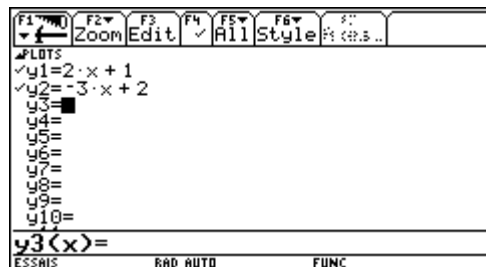 F1 F2 Zoom F3 Edit F4 ✓ F5 All F6 Style F7
PLOTS
✓y1=2·x + 1
✓y2=-3·x + 2
y3=
y4=
y5=
y6=
y7=
y8=
y9=
y10=
y3(x)=
ESSAIS RAD AUTO FUNC